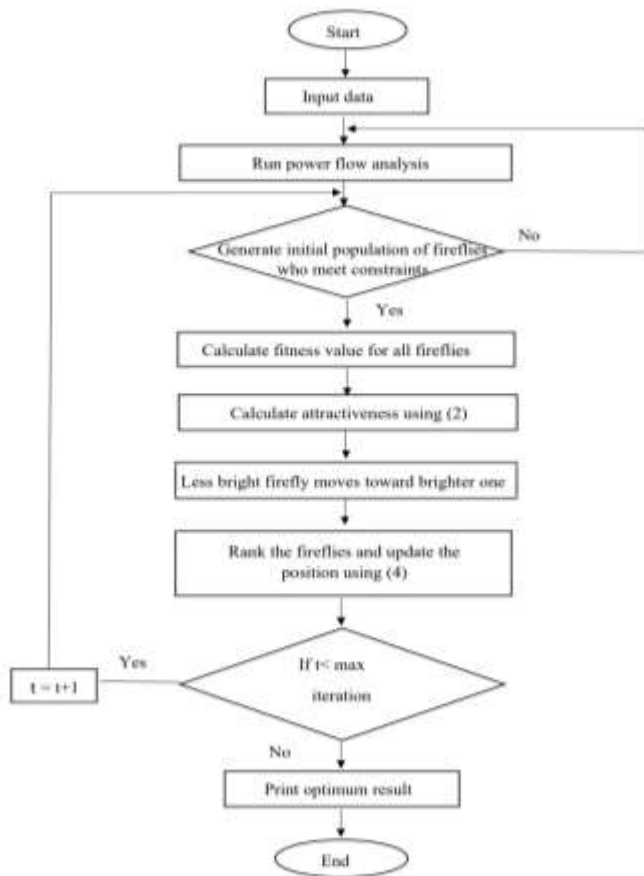 Start
Input data
Run power flow analysis
Generate initial population of fireflies
who meet constraints
No
Yes
Calculate fitness value for all fireflies
Calculate attractiveness using (2)
Less bright firefly moves toward brighter one
Rank the fireflies and update the
position using (4)
If t< max
iteration
Yes
t = t+1
No
Print optimum result
End